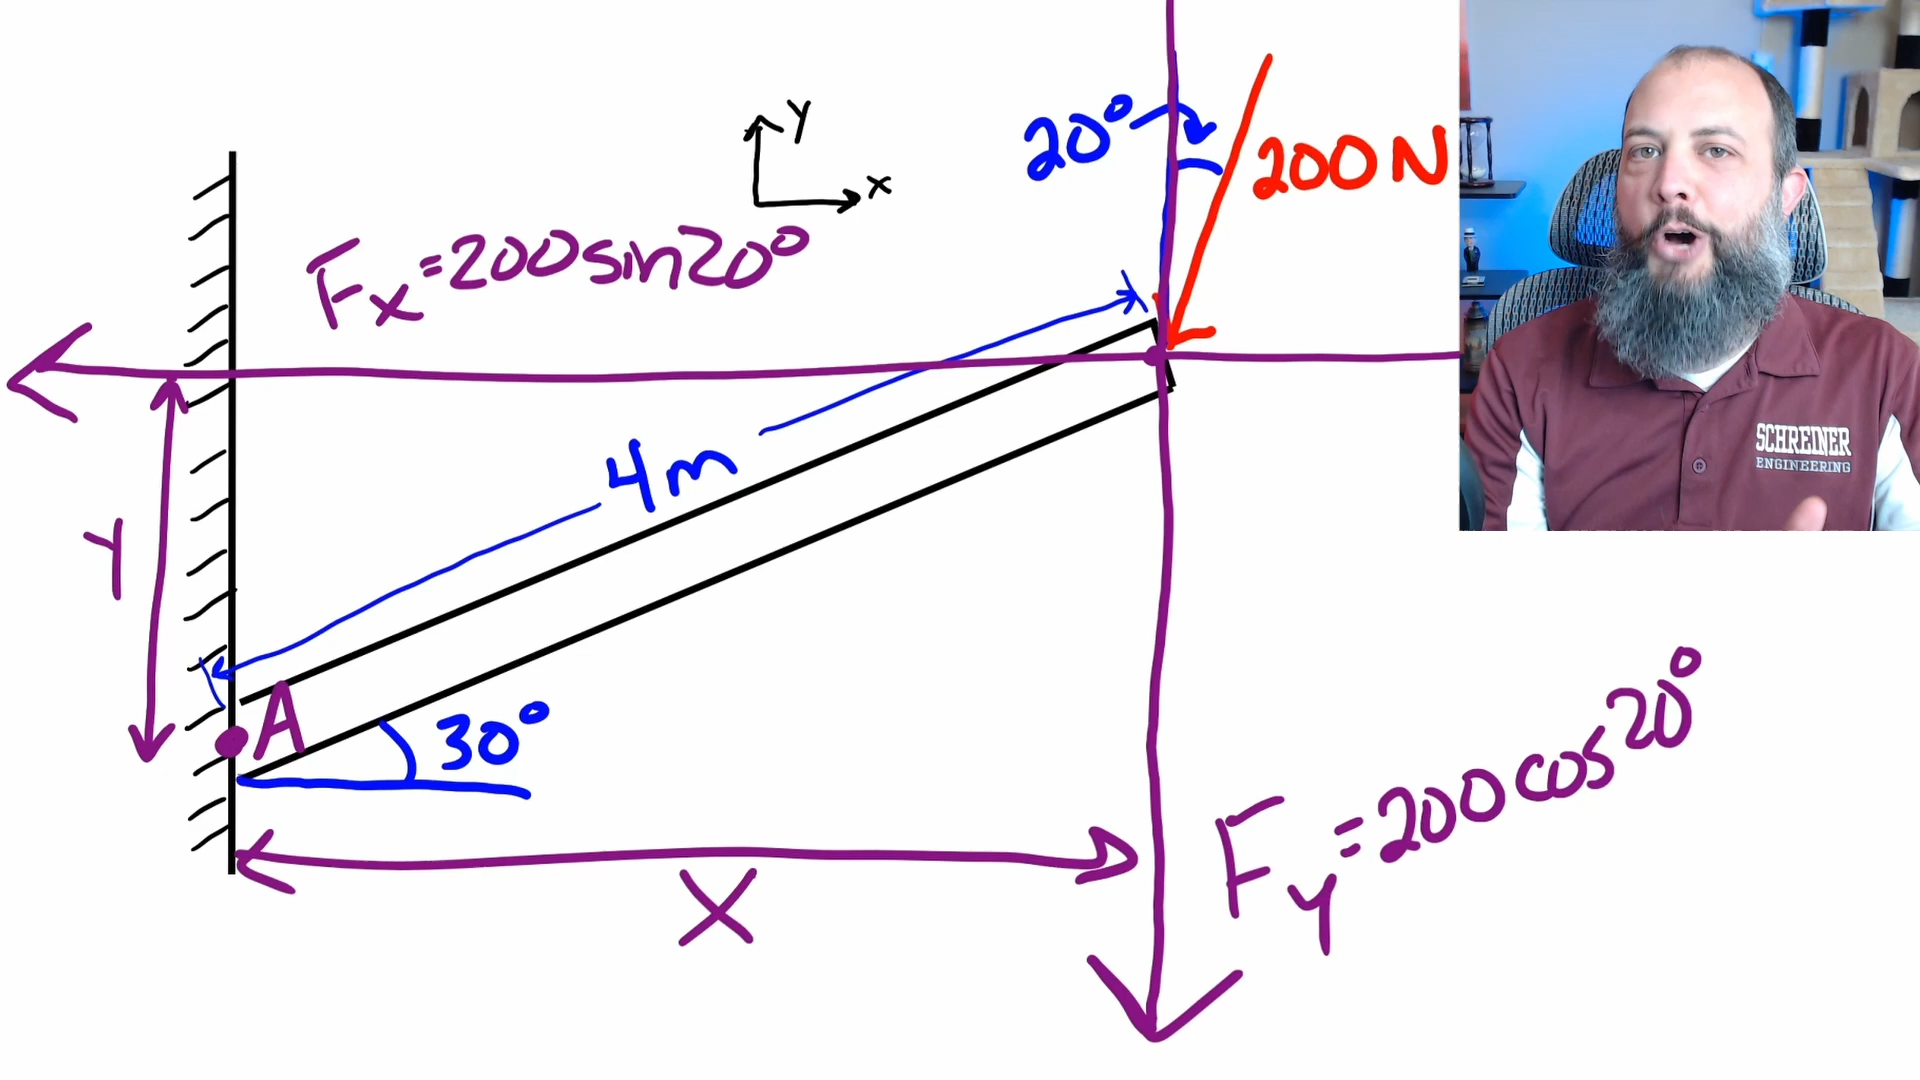 Y
x
20°
200N
Fx=200sin20°
4m
Y
A
30°
X
Fy=200cos20°
SCHREINER
ENGINEERING